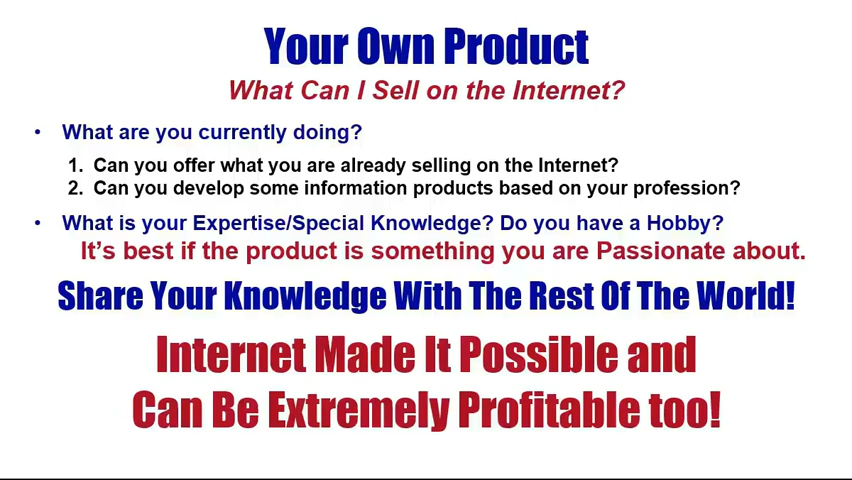 Your Own Product
What Can I Sell on the Internet?
• What are you currently doing?
1. Can you offer what you are already selling on the Internet?
2. Can you develop some information products based on your profession?
• What is your Expertise/Special Knowledge? Do you have a Hobby?
It's best if the product is something you are Passionate about.
Share Your Knowledge With The Rest Of The World!
Internet Made It Possible and
Can Be Extremely Profitable too!